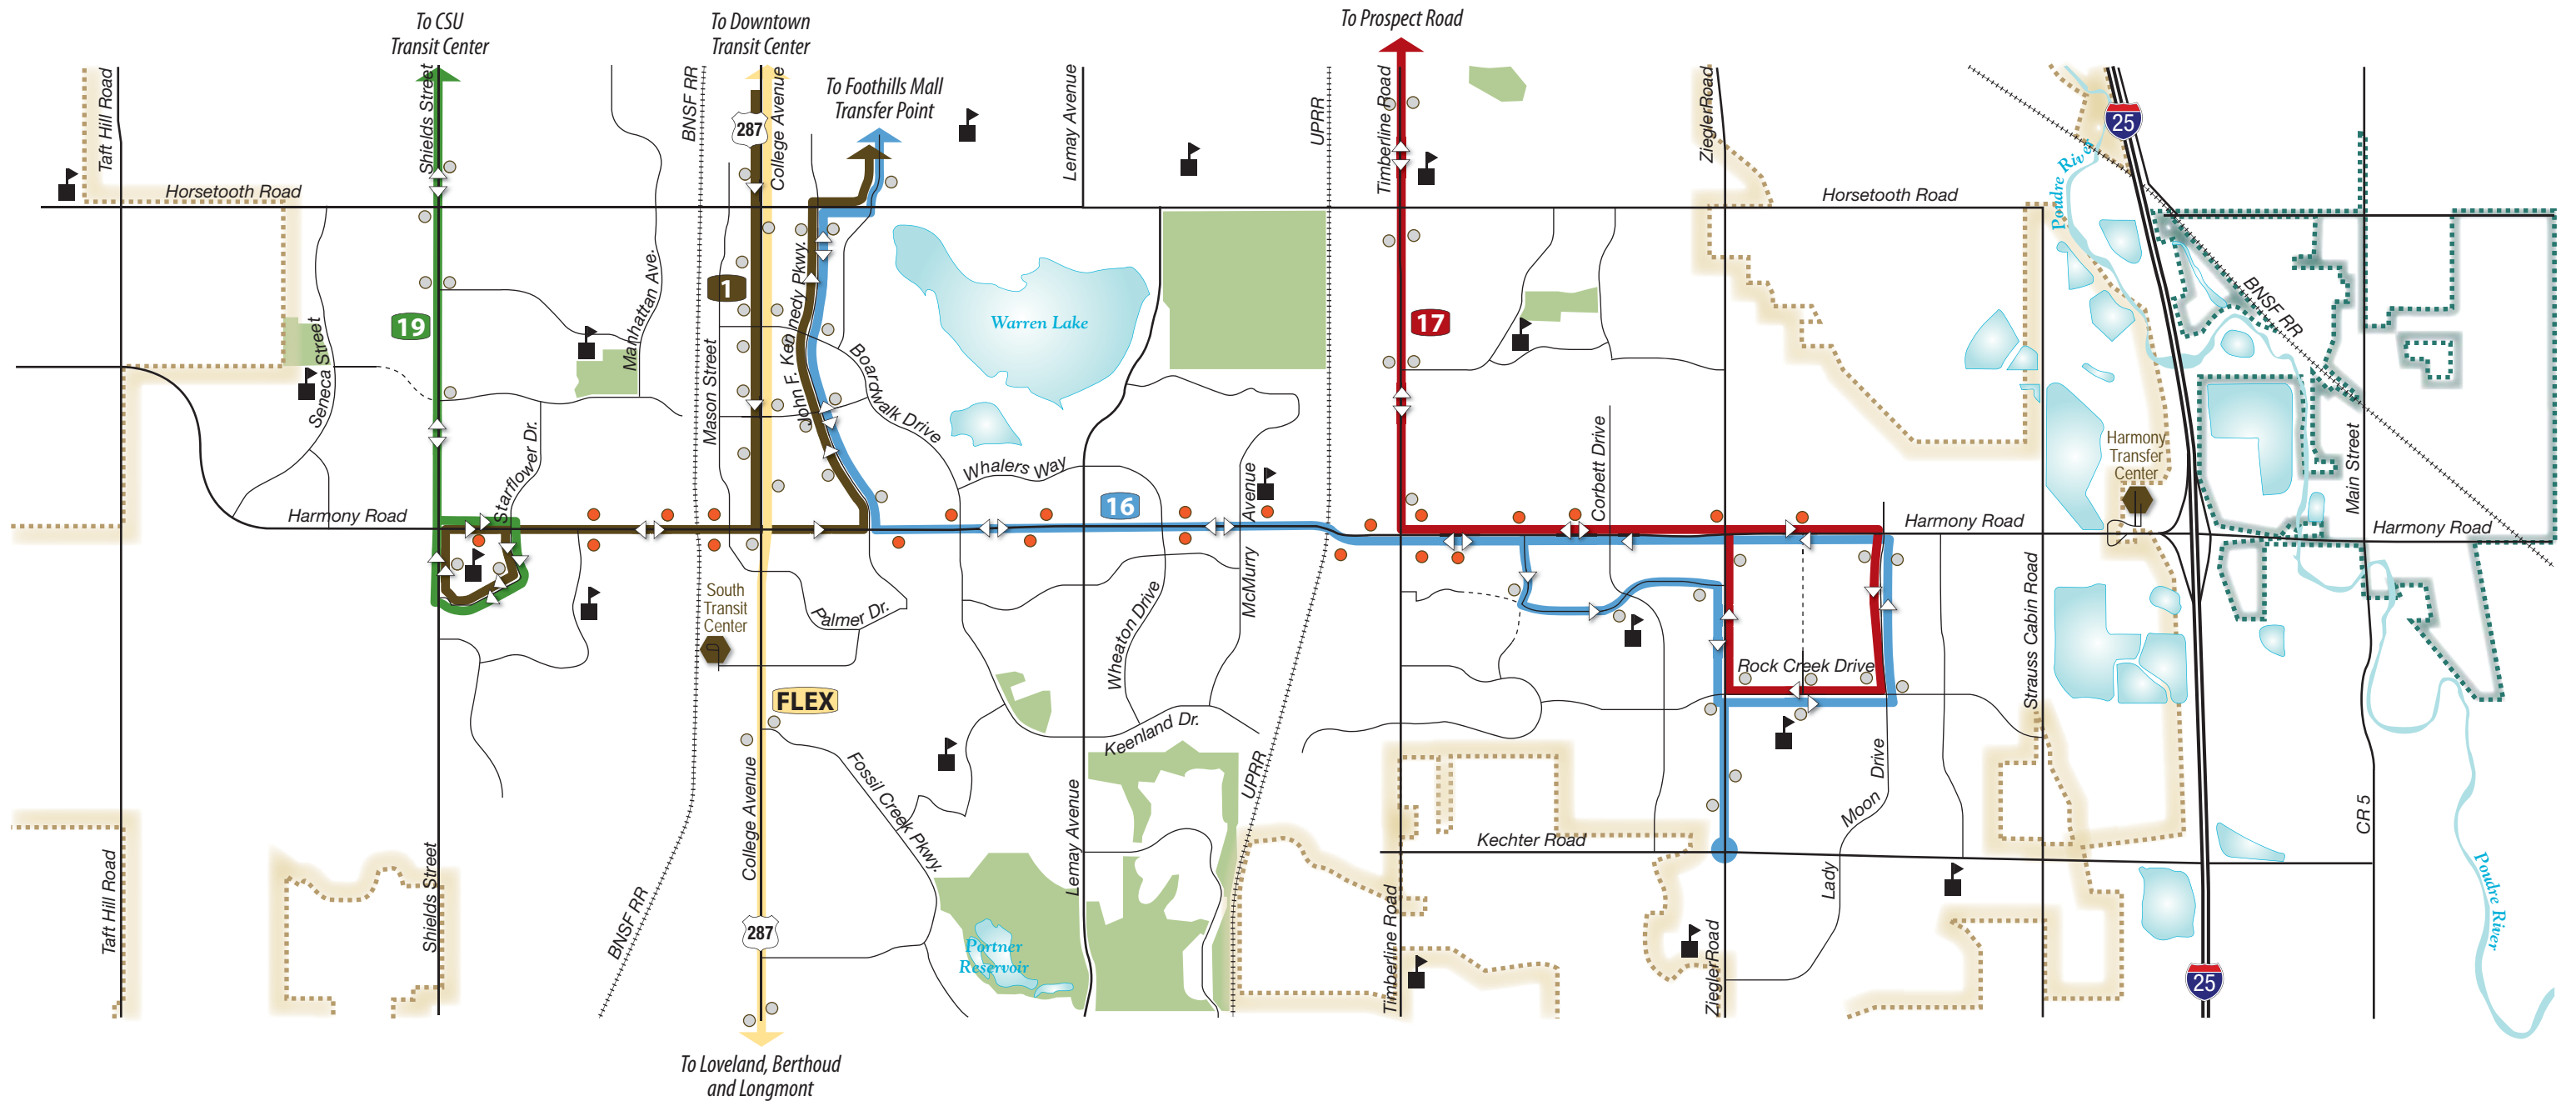 To CSU
Transit Center
To Downtown
Transit Center
To Foothills Mall
Transfer Point
To Prospect Road
Taft Hill Road
Shields Street
BNSF RR
287
College Avenue
Lemay Avenue
UPRR
Timberline Road
ZieglerRoad
25
Poudre River
Horsetooth Road
Horsetooth Road
Seneca Street
19
Manhattan Ave.
Mason Street
1
John F. Kennedy Pkwy.
Boardwalk Drive
Warren Lake
17
BNSF RR
Starflower Dr.
Whalers Way
16
McMurry Avenue
Corbett Drive
Harmony
Transfer
Center
Main Street
Harmony Road
Harmony Road
Harmony Road
South
Transit
Center
Palmer Dr.
Wheaton Drive
Rock Creek Drive
Strauss Cabin Road
FLEX
Keenland Dr.
Fossil Creek Pkwy.
UPRR
College Avenue
Lemay Avenue
Kechter Road
Lady Moon Drive
CR 5
Taft Hill Road
Shields Street
BNSF RR
287
Portner
Reservoir
Timberline Road
ZieglerRoad
25
Poudre River
To Loveland, Berthoud
and Longmont